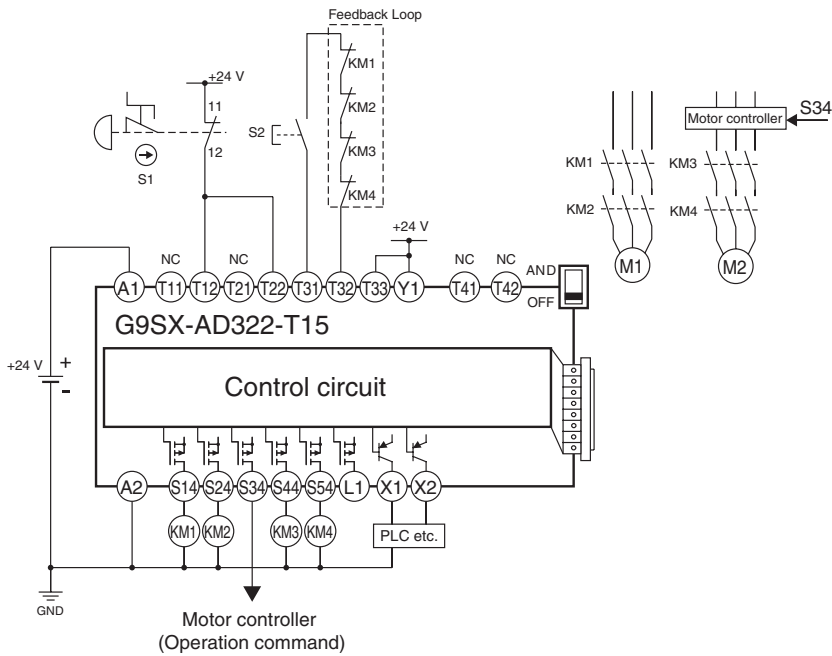 Feedback Loop
+24 V
11
12
S1
S2
KM1
KM2
KM3
KM4
Motor controller
S34
KM1
KM3
KM2
KM4
M1
M2
+24 V
NC
NC
NC
NC
AND
OFF
A1
T11
T12
T21
T22
T31
T32
T33
Y1
T41
T42
G9SX-AD322-T15
Control circuit
+24 V
+
-
A2
S14
S24
S34
S44
S54
L1
X1
X2
KM1
KM2
KM3
KM4
PLC etc.
GND
Motor controller
(Operation command)